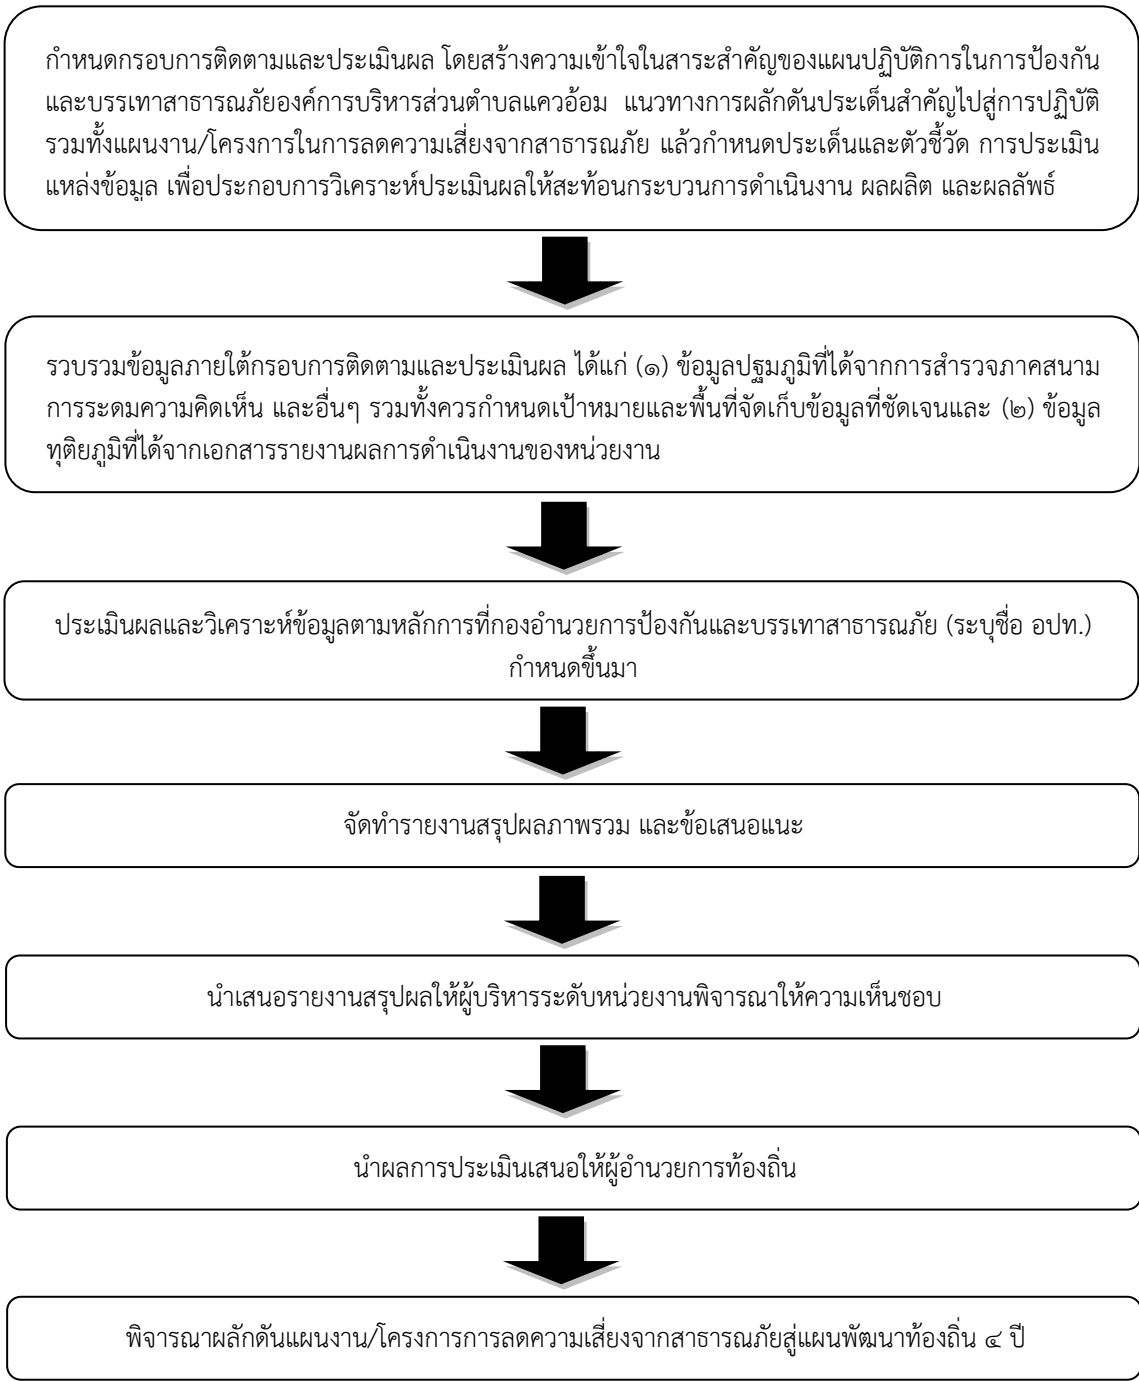 กำหนดกรอบการติดตามและประเมินผล โดยสร้างความเข้าใจในสาระสำคัญของแผนปฏิบัติการในการป้องกัน
และบรรเทาสาธารณภัยองค์การบริหารส่วนตำบลแควอ้อม แนวทางการผลักดันประเด็นสำคัญไปสู่การปฏิบัติ
รวมทั้งแผนงาน/โครงการในการลดความเสี่ยงจากสาธารณภัย แล้วกำหนดประเด็นและตัวชี้วัด การประเมิน
แหล่งข้อมูล เพื่อประกอบการวิเคราะห์ประเมินผลให้สะท้อนกระบวนการดำเนินงาน ผลผลิต และผลลัพธ์
รวบรวมข้อมูลภายใต้กรอบการติดตามและประเมินผล ได้แก่ (๑) ข้อมูลปฐมภูมิที่ได้จากการสำรวจภาคสนาม
การระดมความคิดเห็น และอื่นๆ รวมทั้งควรกำหนดเป้าหมายและพื้นที่จัดเก็บข้อมูลที่ชัดเจนและ (๒) ข้อมูล
ทุติยภูมิที่ได้จากเอกสารรายงานผลการดำเนินงานของหน่วยงาน
ประเมินผลและวิเคราะห์ข้อมูลตามหลักการที่กองอำนวยการป้องกันและบรรเทาสาธารณภัย (ระบุชื่อ อปท.)
กำหนดขึ้นมา
จัดทำรายงานสรุปผลภาพรวม และข้อเสนอแนะ
นำเสนอรายงานสรุปผลให้ผู้บริหารระดับหน่วยงานพิจารณาให้ความเห็นชอบ
นำผลการประเมินเสนอให้ผู้อำนวยการท้องถิ่น
พิจารณาผลักดันแผนงาน/โครงการการลดความเสี่ยงจากสาธารณภัยสู่แผนพัฒนาท้องถิ่น ๔ ปี